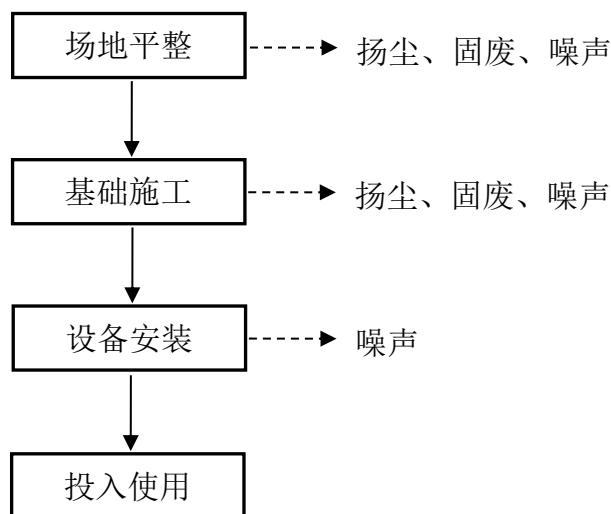 场地平整
扬尘、固废、噪声
基础施工
扬尘、固废、噪声
设备安装
噪声
投入使用